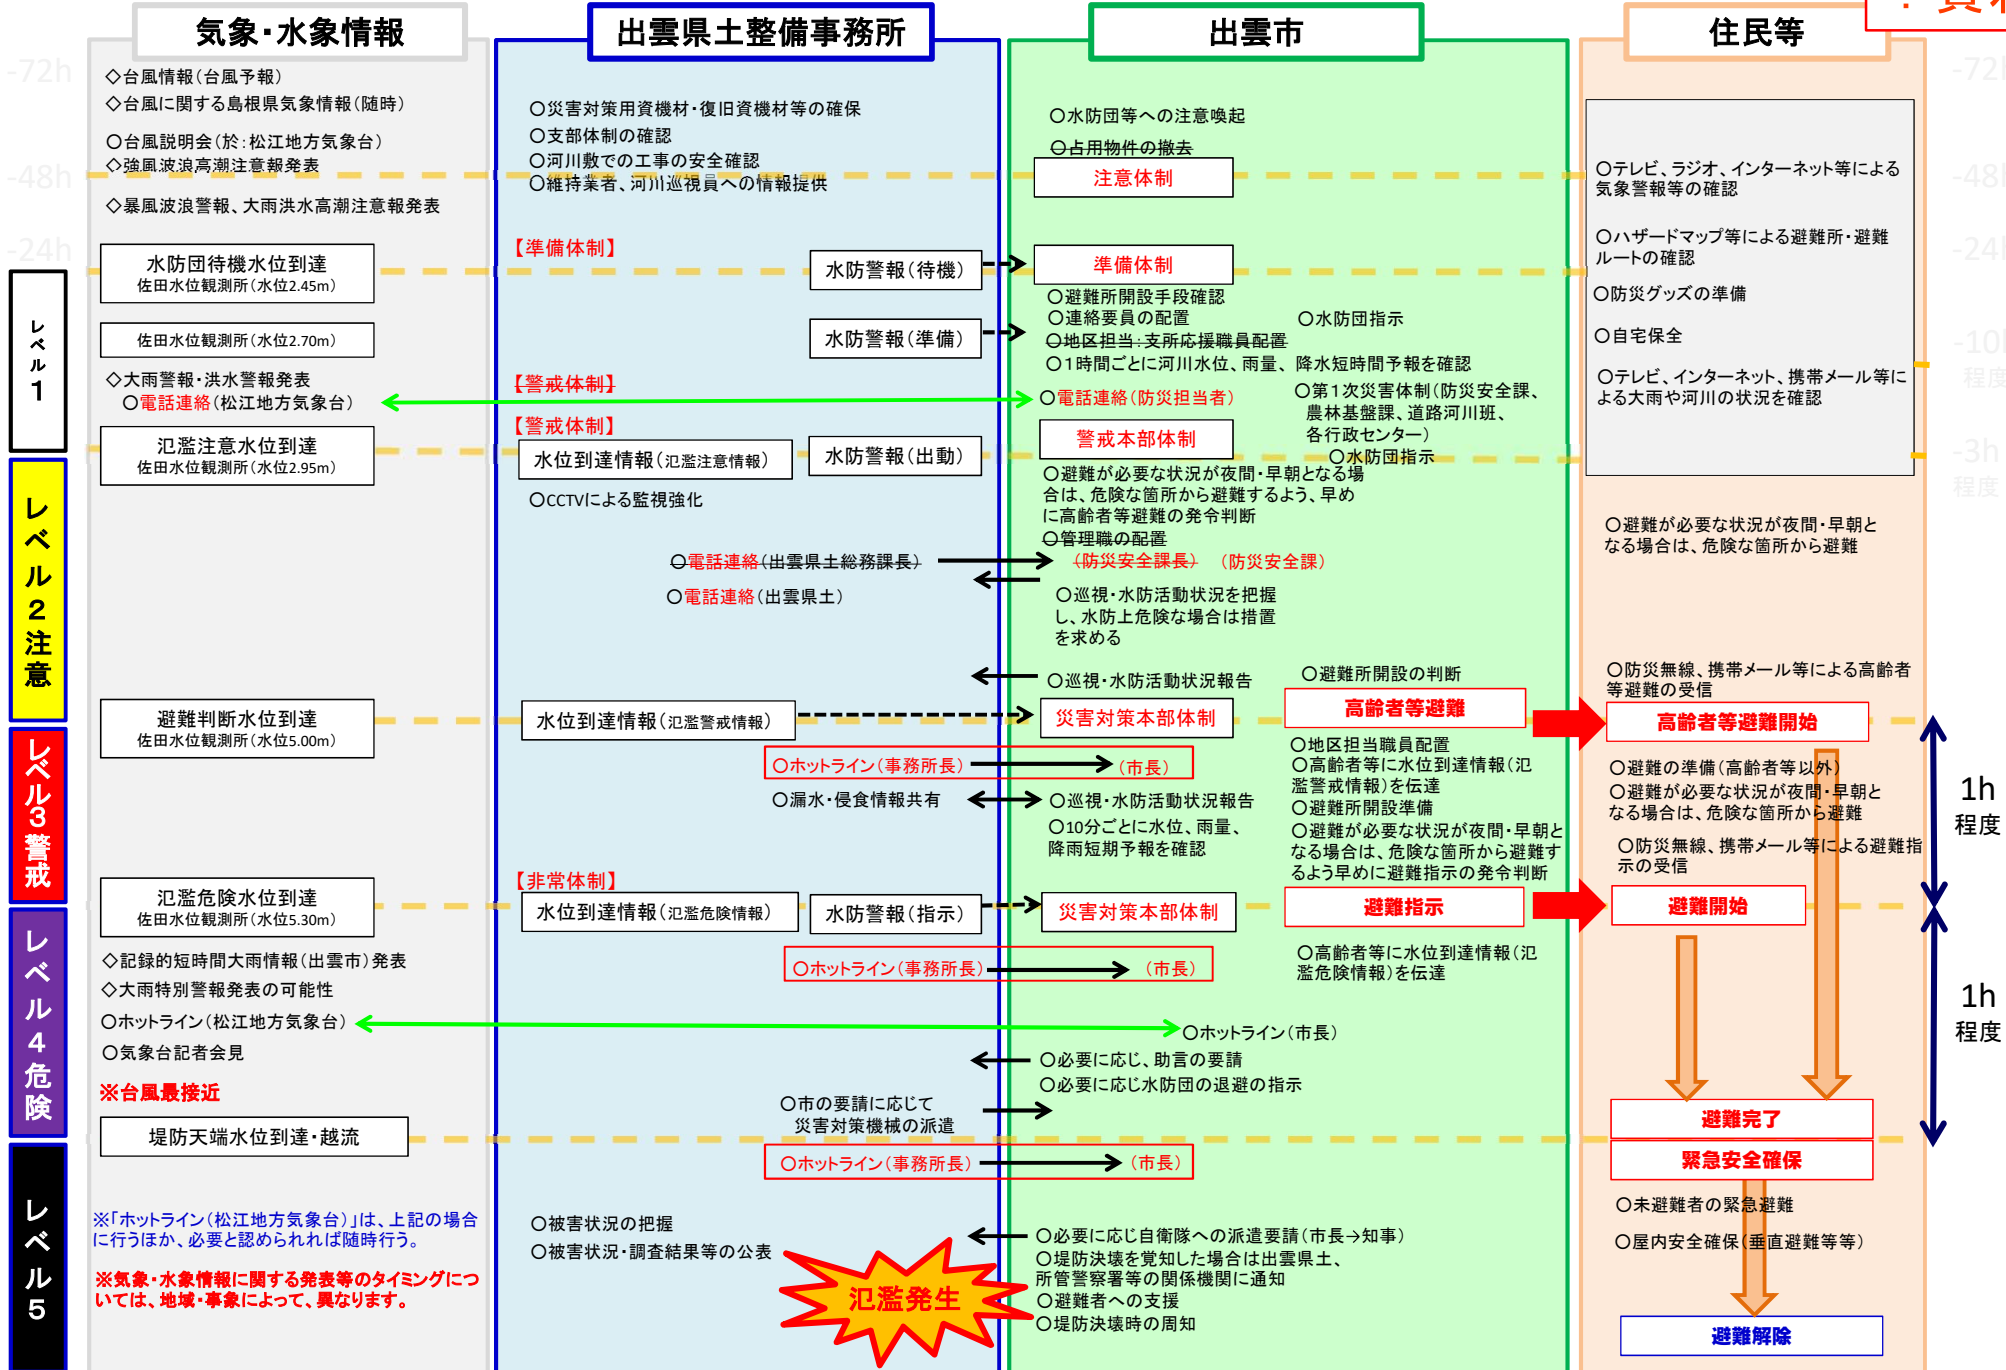 気象・水象情報
出雲県土整備事務所
出雲市
住民等
-72h
-48h
-24h
レベル1
レベル2注意
レベル3警戒
レベル4危険
レベル5
◇台風情報（台風予報）
◇台風に関する島根県気象情報（随時）
○台風説明会（於：松江地方気象台）
◇強風波浪高潮注意報発表
◇暴風波浪警報、大雨洪水高潮注意報発表
水防団待機水位到達
佐田水位観測所（水位2.45m）
佐田水位観測所（水位2.70m）
◇大雨警報・洪水警報発表
○電話連絡（松江地方気象台）
氾濫注意水位到達
佐田水位観測所（水位2.95m）
避難判断水位到達
佐田水位観測所（水位5.00m）
氾濫危険水位到達
佐田水位観測所（水位5.30m）
◇記録的短時間大雨情報（出雲市）発表
◇大雨特別警報発表の可能性
○ホットライン（松江地方気象台）
○気象台記者会見
※台風最接近
堤防天端水位到達・越流
※「ホットライン（松江地方気象台）」は、上記の場合
に行うほか、必要と認められれば随時行う。
※気象・水象情報に関する発表等のタイミングにつ
いては、地域・事象によって、異なります。
○災害対策用資機材・復旧資機材等の確保
○支部体制の確認
○河川敷での工事の安全確認
○維持業者、河川巡視員への情報提供
【準備体制】
水防警報（待機）
水防警報（準備）
【警戒体制】
【警戒体制】
水位到達情報（氾濫注意情報）
水防警報（出動）
○CCTVによる監視強化
○電話連絡（出雲県土総務課長）
○電話連絡（出雲県土）
水位到達情報（氾濫警戒情報）
○ホットライン（事務所長）
（市長）
○漏水・侵食情報共有
【非常体制】
水位到達情報（氾濫危険情報）
水防警報（指示）
○ホットライン（事務所長）
（市長）
○市の要請に応じて
災害対策機械の派遣
○ホットライン（事務所長）
（市長）
○被害状況の把握
○被害状況・調査結果等の公表
氾濫発生
○水防団等への注意喚起
○占用物件の撤去
注意体制
準備体制
○避難所開設手段確認
○連絡要員の配置
○水防団指示
○地区担当：支所応援職員配置
○1時間ごとに河川水位、雨量、降水短時間予報を確認
○電話連絡（防災担当者）
○第1次災害体制（防災安全課、
農林基盤課、道路河川班、
各行政センター）
警戒本部体制
○水防団指示
○避難が必要な状況が夜間・早朝となる場
合は、危険な箇所から避難するよう、早め
に高齢者等避難の発令判断
○管理職の配置
（防災安全課長）
（防災安全課）
○巡視・水防活動状況を把握
し、水防上危険な場合は措置
を求める
○巡視・水防活動状況報告
○避難所開設の判断
災害対策本部体制
高齢者等避難
○地区担当職員配置
○高齢者等に水位到達情報（氾
濫警戒情報）を伝達
○避難所開設準備
○避難が必要な状況が夜間・早朝と
なる場合は、危険な箇所から避難す
るよう早めに避難指示の発令判断
○巡視・水防活動状況報告
○10分ごとに水位、雨量、
降雨短期予報を確認
災害対策本部体制
避難指示
○高齢者等に水位到達情報（氾
濫危険情報）を伝達
○ホットライン（市長）
○必要に応じ、助言の要請
○必要に応じ水防団の退避の指示
○必要に応じ自衛隊への派遣要請（市長→知事）
○堤防決壊を覚知した場合は出雲県土、
所管警察署等の関係機関に通知
○避難者への支援
○堤防決壊時の周知
○テレビ、ラジオ、インターネット等による
気象警報等の確認
○ハザードマップ等による避難所・避難
ルートの確認
○防災グッズの準備
○自宅保全
○テレビ、インターネット、携帯メール等に
よる大雨や河川の状況を確認
○避難が必要な状況が夜間・早朝と
なる場合は、危険な箇所から避難
○防災無線、携帯メール等による高齢者
等避難の受信
高齢者等避難開始
○避難の準備（高齢者等以外）
○避難が必要な状況が夜間・早朝と
なる場合は、危険な箇所から避難
○防災無線、携帯メール等による避難指
示の受信
避難開始
避難完了
緊急安全確保
○未避難者の緊急避難
○屋内安全確保（垂直避難等等）
避難解除
-3h
程度
1h
程度
1h
程度